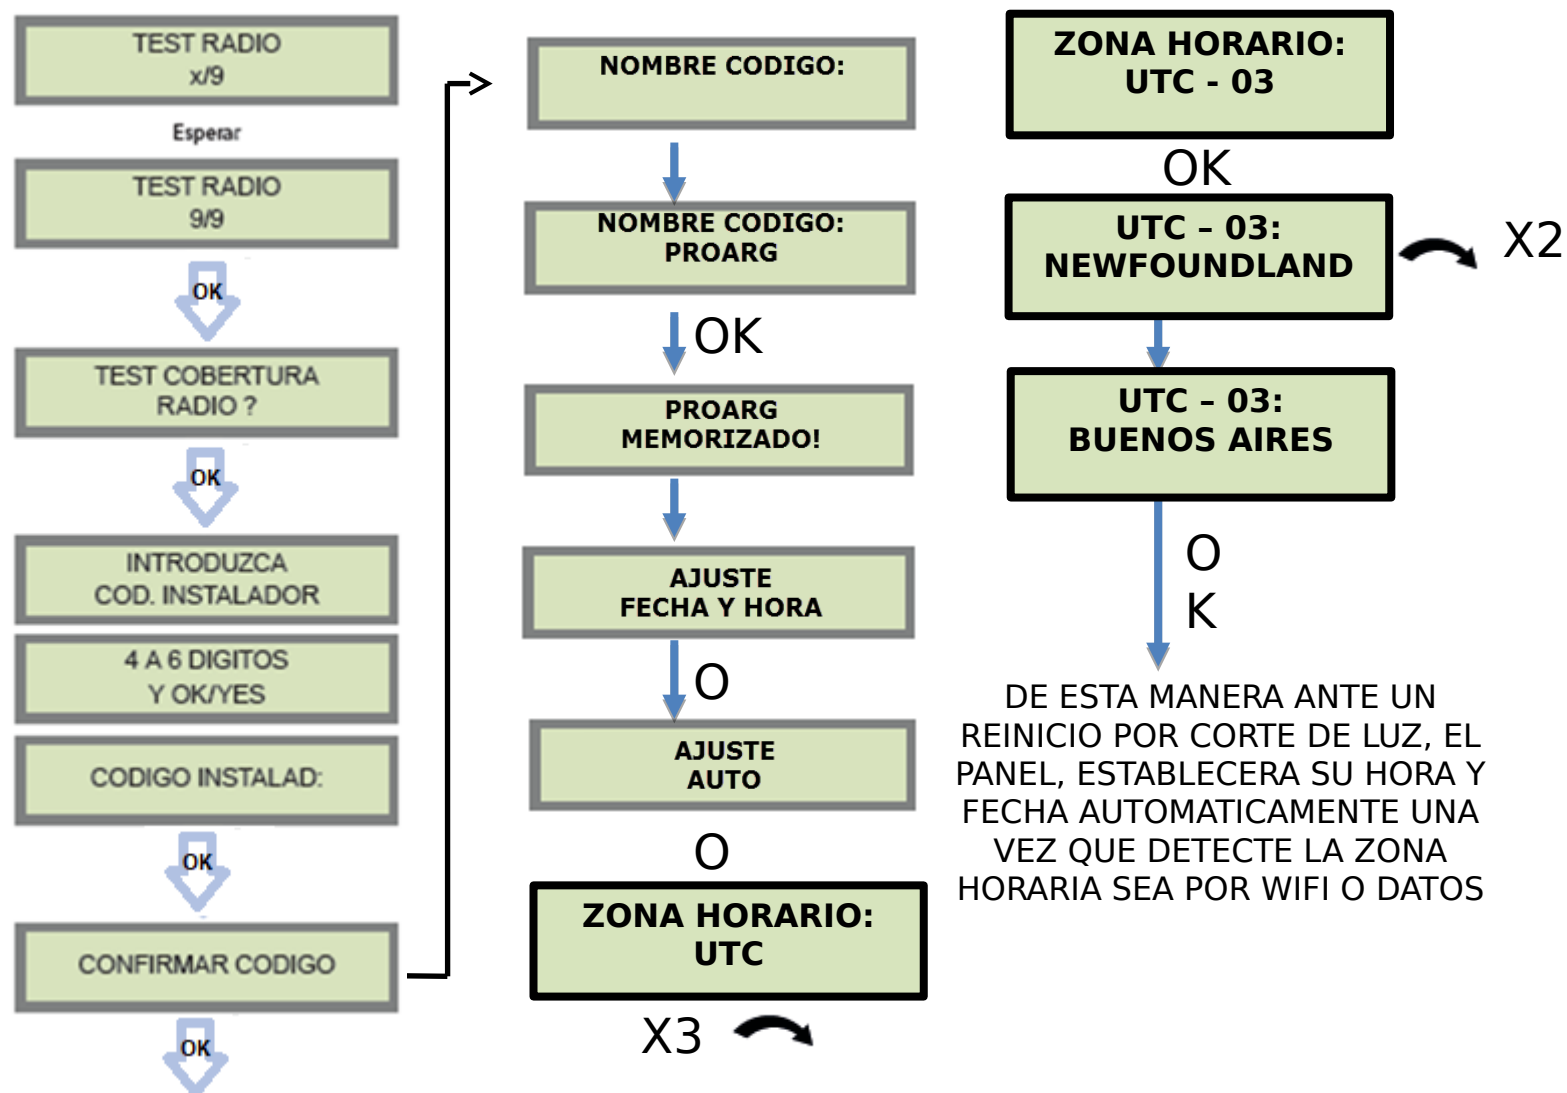 TEST RADIO
x/9
Esperar
TEST RADIO
9/9
OK
TEST COBERTURA
RADIO ?
OK
INTRODUZCA
COD. INSTALADOR
4 A 6 DIGITOS
Y OK/YES
CODIGO INSTALAD:
OK
CONFIRMAR CODIGO
OK
NOMBRE CODIGO:
NOMBRE CODIGO:
PROARG
OK
PROARG
MEMORIZADO!
AJUSTE
FECHA Y HORA
O
AJUSTE
AUTO
O
ZONA HORARIO:
UTC
X3
ZONA HORARIO:
UTC - 03
OK
UTC – 03:
NEWFOUNDLAND
X2
UTC – 03:
BUENOS AIRES
O
K
DE ESTA MANERA ANTE UN
REINICIO POR CORTE DE LUZ, EL
PANEL, ESTABLECERA SU HORA Y
FECHA AUTOMATICAMENTE UNA
VEZ QUE DETECTE LA ZONA
HORARIA SEA POR WIFI O DATOS